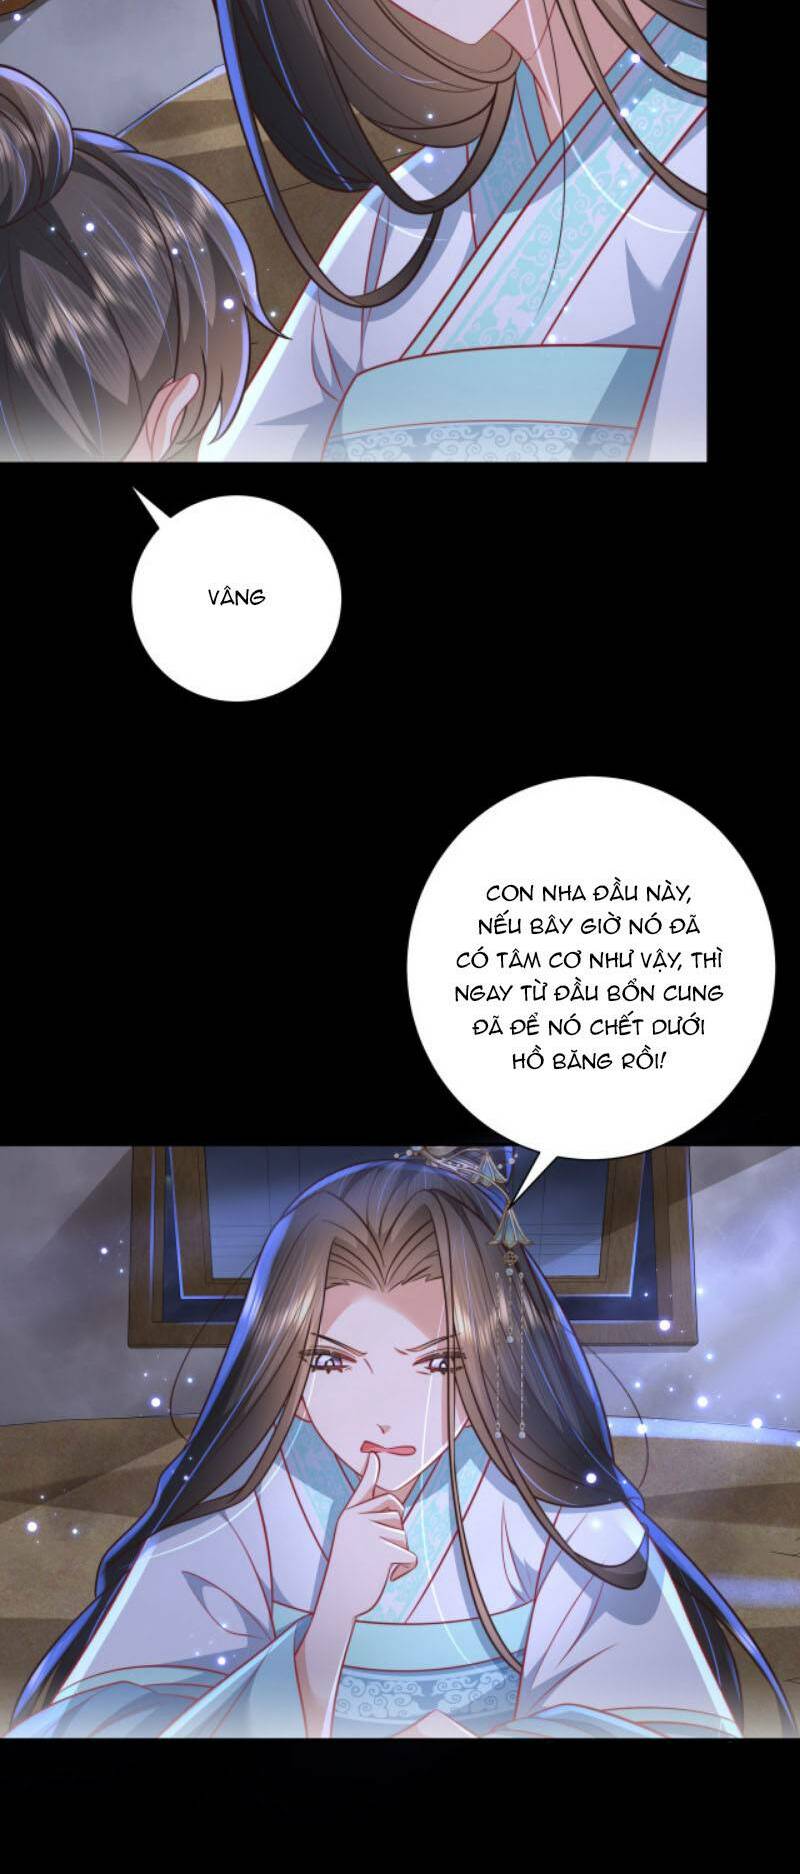 VÂNG
CON NHA ĐẦU NÀY,
NẾU BÂY GIỜ NÓ ĐÃ
CÓ TÂM CƠ NHƯ VẬY, THÌ
NGAY TỪ ĐẦU BỔN CUNG
ĐÃ ĐỂ NÓ CHẾT DƯỚI
HỒ BĂNG RỒI!